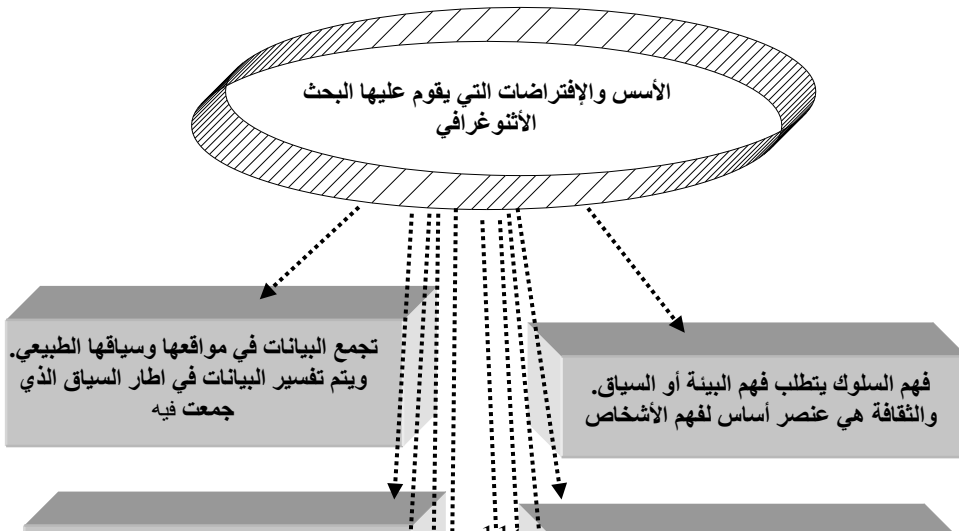 الأسس والإفتراضات التي يقوم عليها البحث
الأثنوغرافي
فهم السلوك يتطلب فهم البيئة أو السياق.
والثقافة هي عنصر أساس لفهم الأشخاص
تجمع البيانات في مواقعها وسياقها الطبيعي.
ويتم تفسير البيانات في اطار السياق الذي
جمعت فيه